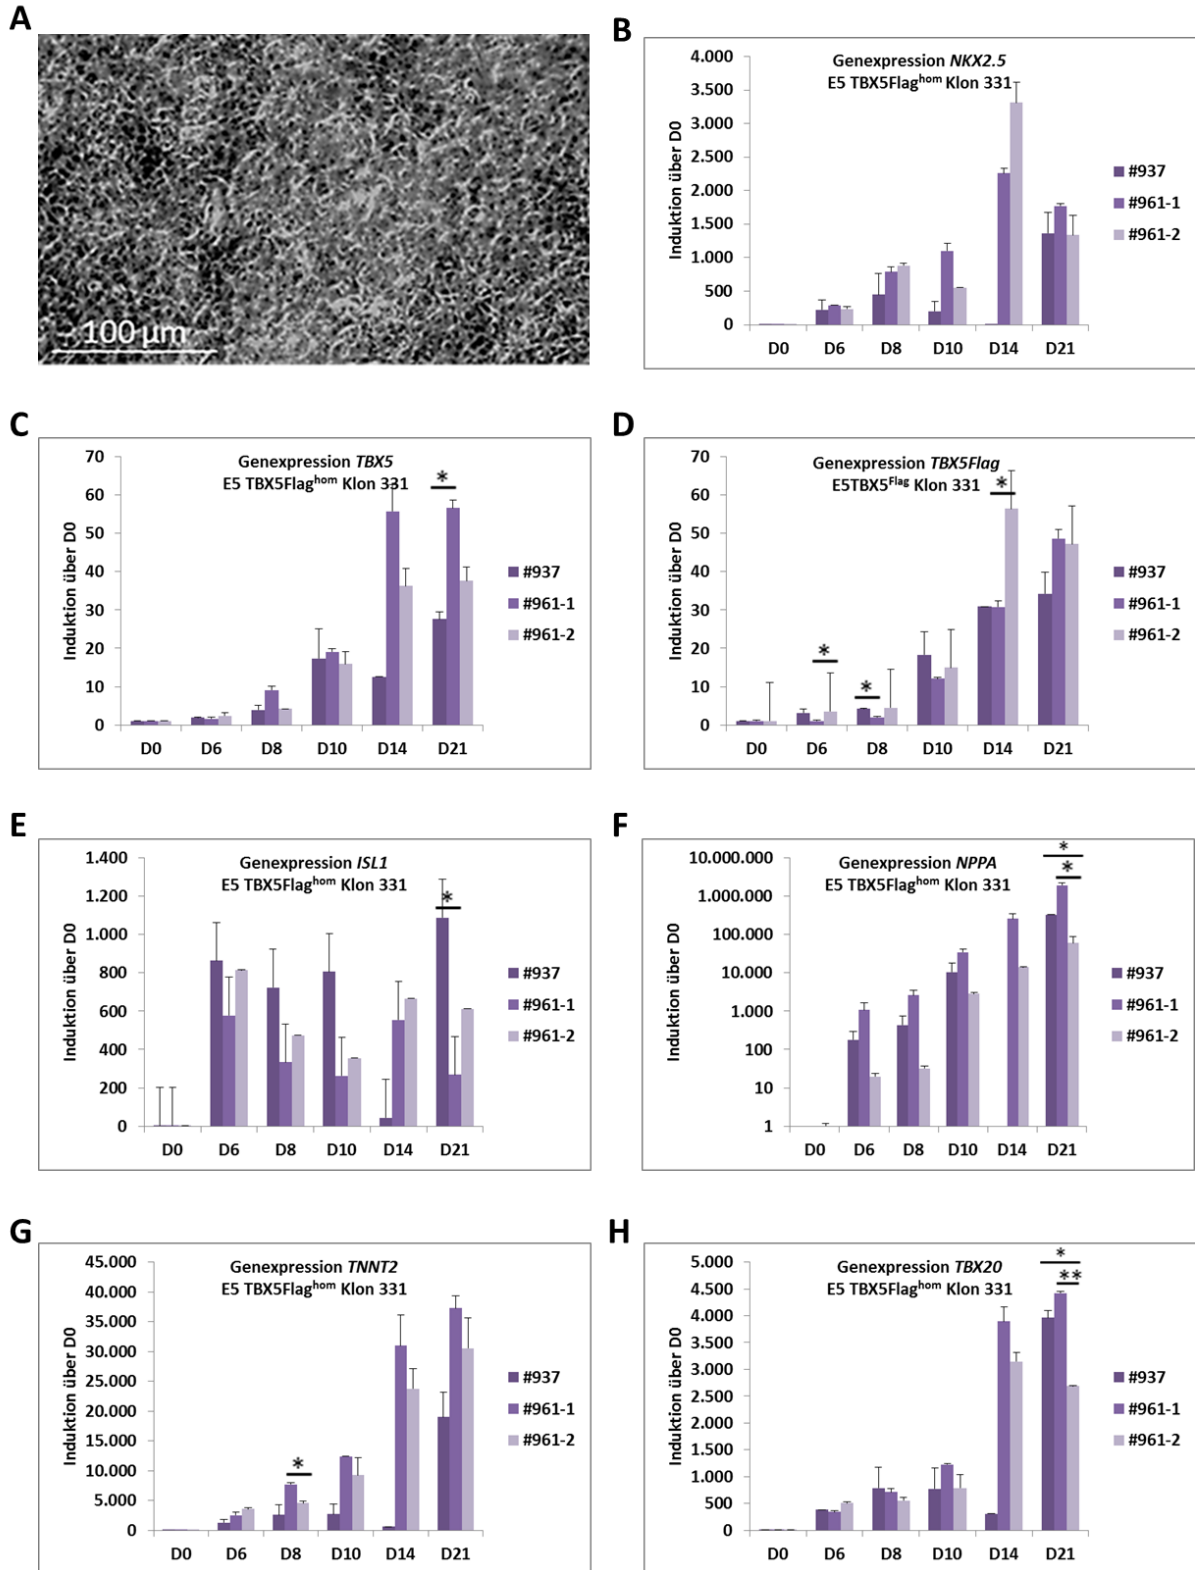 A
100 µm
B
Genexpression NKX2.5
E5 TBX5Flag^hom Klon 331
Induktion über D0
4.000
3.500
3.000
2.500
2.000
1.500
1.000
500
0
D0 D6 D8 D10 D14 D21
#937
#961-1
#961-2
C
Genexpression TBX5
E5 TBX5Flag^hom Klon 331
Induktion über D0
70
60
50
40
30
20
10
0
*
D0 D6 D8 D10 D14 D21
#937
#961-1
#961-2
D
Genexpression TBX5Flag
E5TBX5^Flag Klon 331
Induktion über D0
70
60
50
40
30
20
10
0
* * *
D0 D6 D8 D10 D14 D21
#937
#961-1
#961-2
E
Genexpression ISL1
E5 TBX5Flag^hom Klon 331
Induktion über D0
1.400
1.200
1.000
800
600
400
200
0
*
D0 D6 D8 D10 D14 D21
#937
#961-1
#961-2
F
Genexpression NPPA
E5 TBX5Flag^hom Klon 331
Induktion über D0
10.000.000
1.000.000
100.000
10.000
1.000
100
10
1
*
*
D0 D6 D8 D10 D14 D21
#937
#961-1
#961-2
G
Genexpression TNNT2
E5 TBX5Flag^hom Klon 331
Induktion über D0
45.000
40.000
35.000
30.000
25.000
20.000
15.000
10.000
5.000
0
*
D0 D6 D8 D10 D14 D21
#937
#961-1
#961-2
H
Genexpression TBX20
E5 TBX5Flag^hom Klon 331
Induktion über D0
5.000
4.500
4.000
3.500
3.000
2.500
2.000
1.500
1.000
500
0
*
**
D0 D6 D8 D10 D14 D21
#937
#961-1
#961-2